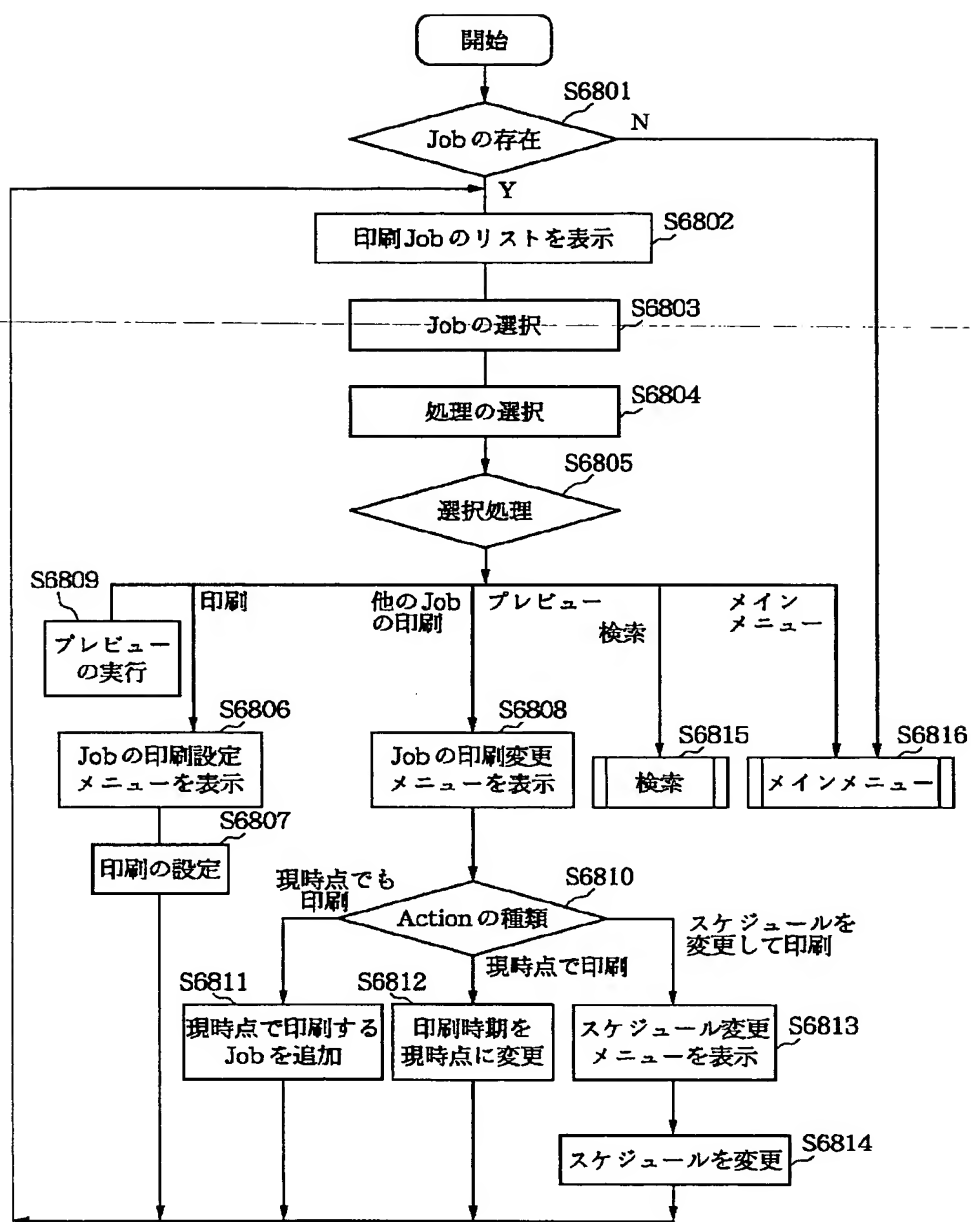 開始
S6801
Jobの存在
N
Y
印刷Jobのリストを表示
S6802
Jobの選択
S6803
処理の選択
S6804
S6805
選択処理
S6809
プレビュー
の実行
印刷
他のJob
の印刷
プレビュー
検索
メイン
メニュー
S6806
Jobの印刷設定
メニューを表示
S6807
印刷の設定
S6808
Jobの印刷変更
メニューを表示
S6815
検索
S6816
メインメニュー
現時点でも
印刷
S6810
Actionの種類
スケジュールを
変更して印刷
現時点で印刷
S6811
現時点で印刷する
Jobを追加
S6812
印刷時期を
現時点に変更
スケジュール変更
メニューを表示
S6813
スケジュールを変更
S6814